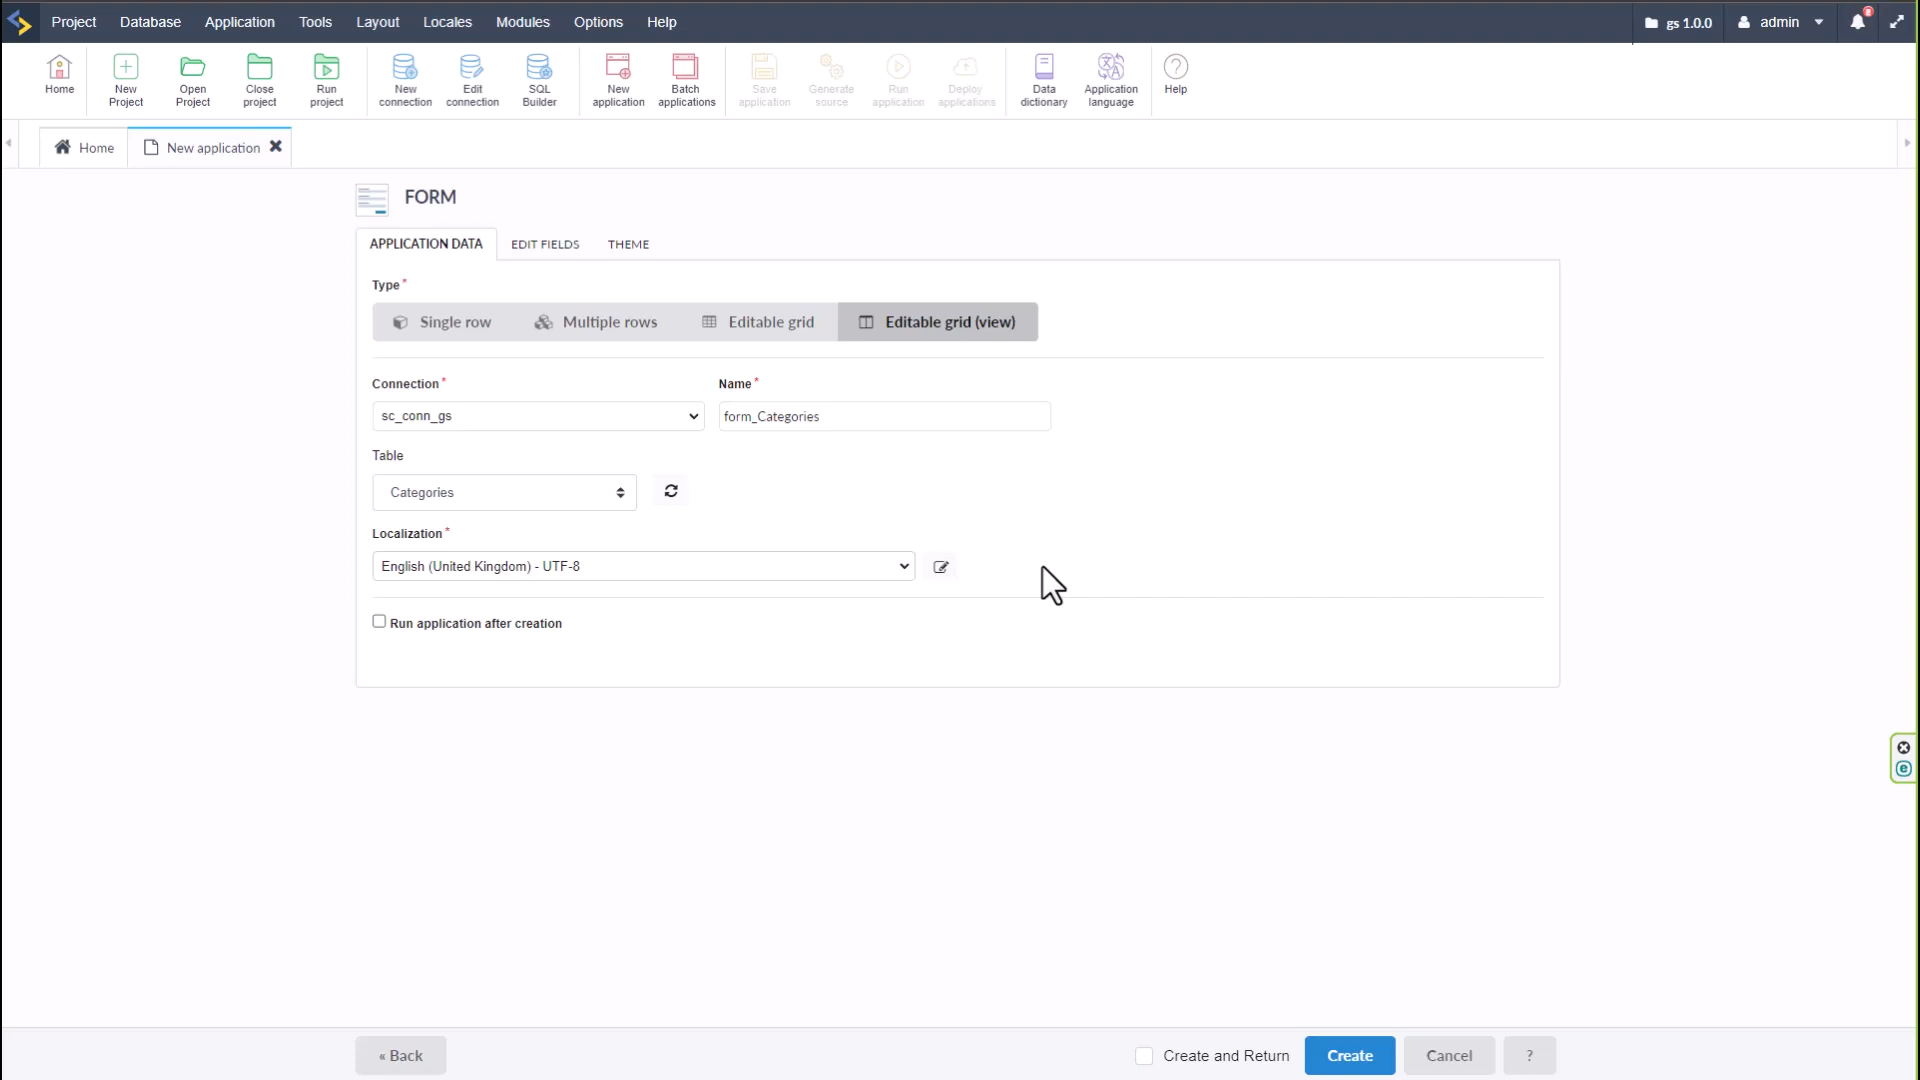 Project Database Application Tools Layout Locales Modules Options Help gs 1.0.0 admin
Home
New
Project
Open
Project
Close
project
Run
project
New
connection
Edit
connection
SQL
Builder
New
application
Batch
applications
Save
application
Generate
source
Run
application
Deploy
applications
Data
dictionary
Application
language
Help
Home New application
FORM
APPLICATION DATA EDIT FIELDS THEME
Type *
Single row Multiple rows Editable grid Editable grid (view)
Connection * Name *
sc_conn_gs form_Categories
Table
Categories
Localization *
English (United Kingdom) - UTF-8
Run application after creation
« Back Create and Return Create Cancel ?